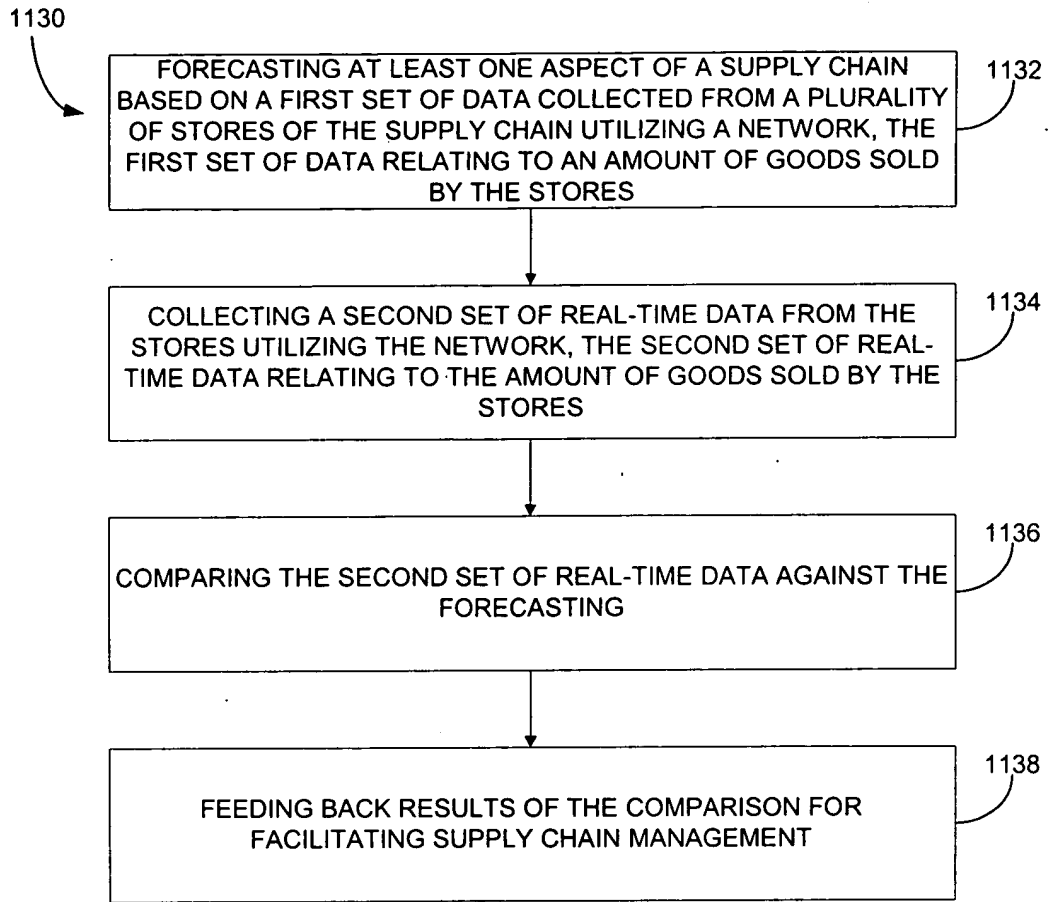 1130
FORECASTING AT LEAST ONE ASPECT OF A SUPPLY CHAIN
BASED ON A FIRST SET OF DATA COLLECTED FROM A PLURALITY
OF STORES OF THE SUPPLY CHAIN UTILIZING A NETWORK, THE
FIRST SET OF DATA RELATING TO AN AMOUNT OF GOODS SOLD
BY THE STORES
1132
COLLECTING A SECOND SET OF REAL-TIME DATA FROM THE
STORES UTILIZING THE NETWORK, THE SECOND SET OF REAL-
TIME DATA RELATING TO THE AMOUNT OF GOODS SOLD BY THE
STORES
1134
COMPARING THE SECOND SET OF REAL-TIME DATA AGAINST THE
FORECASTING
1136
FEEDING BACK RESULTS OF THE COMPARISON FOR
FACILITATING SUPPLY CHAIN MANAGEMENT
1138